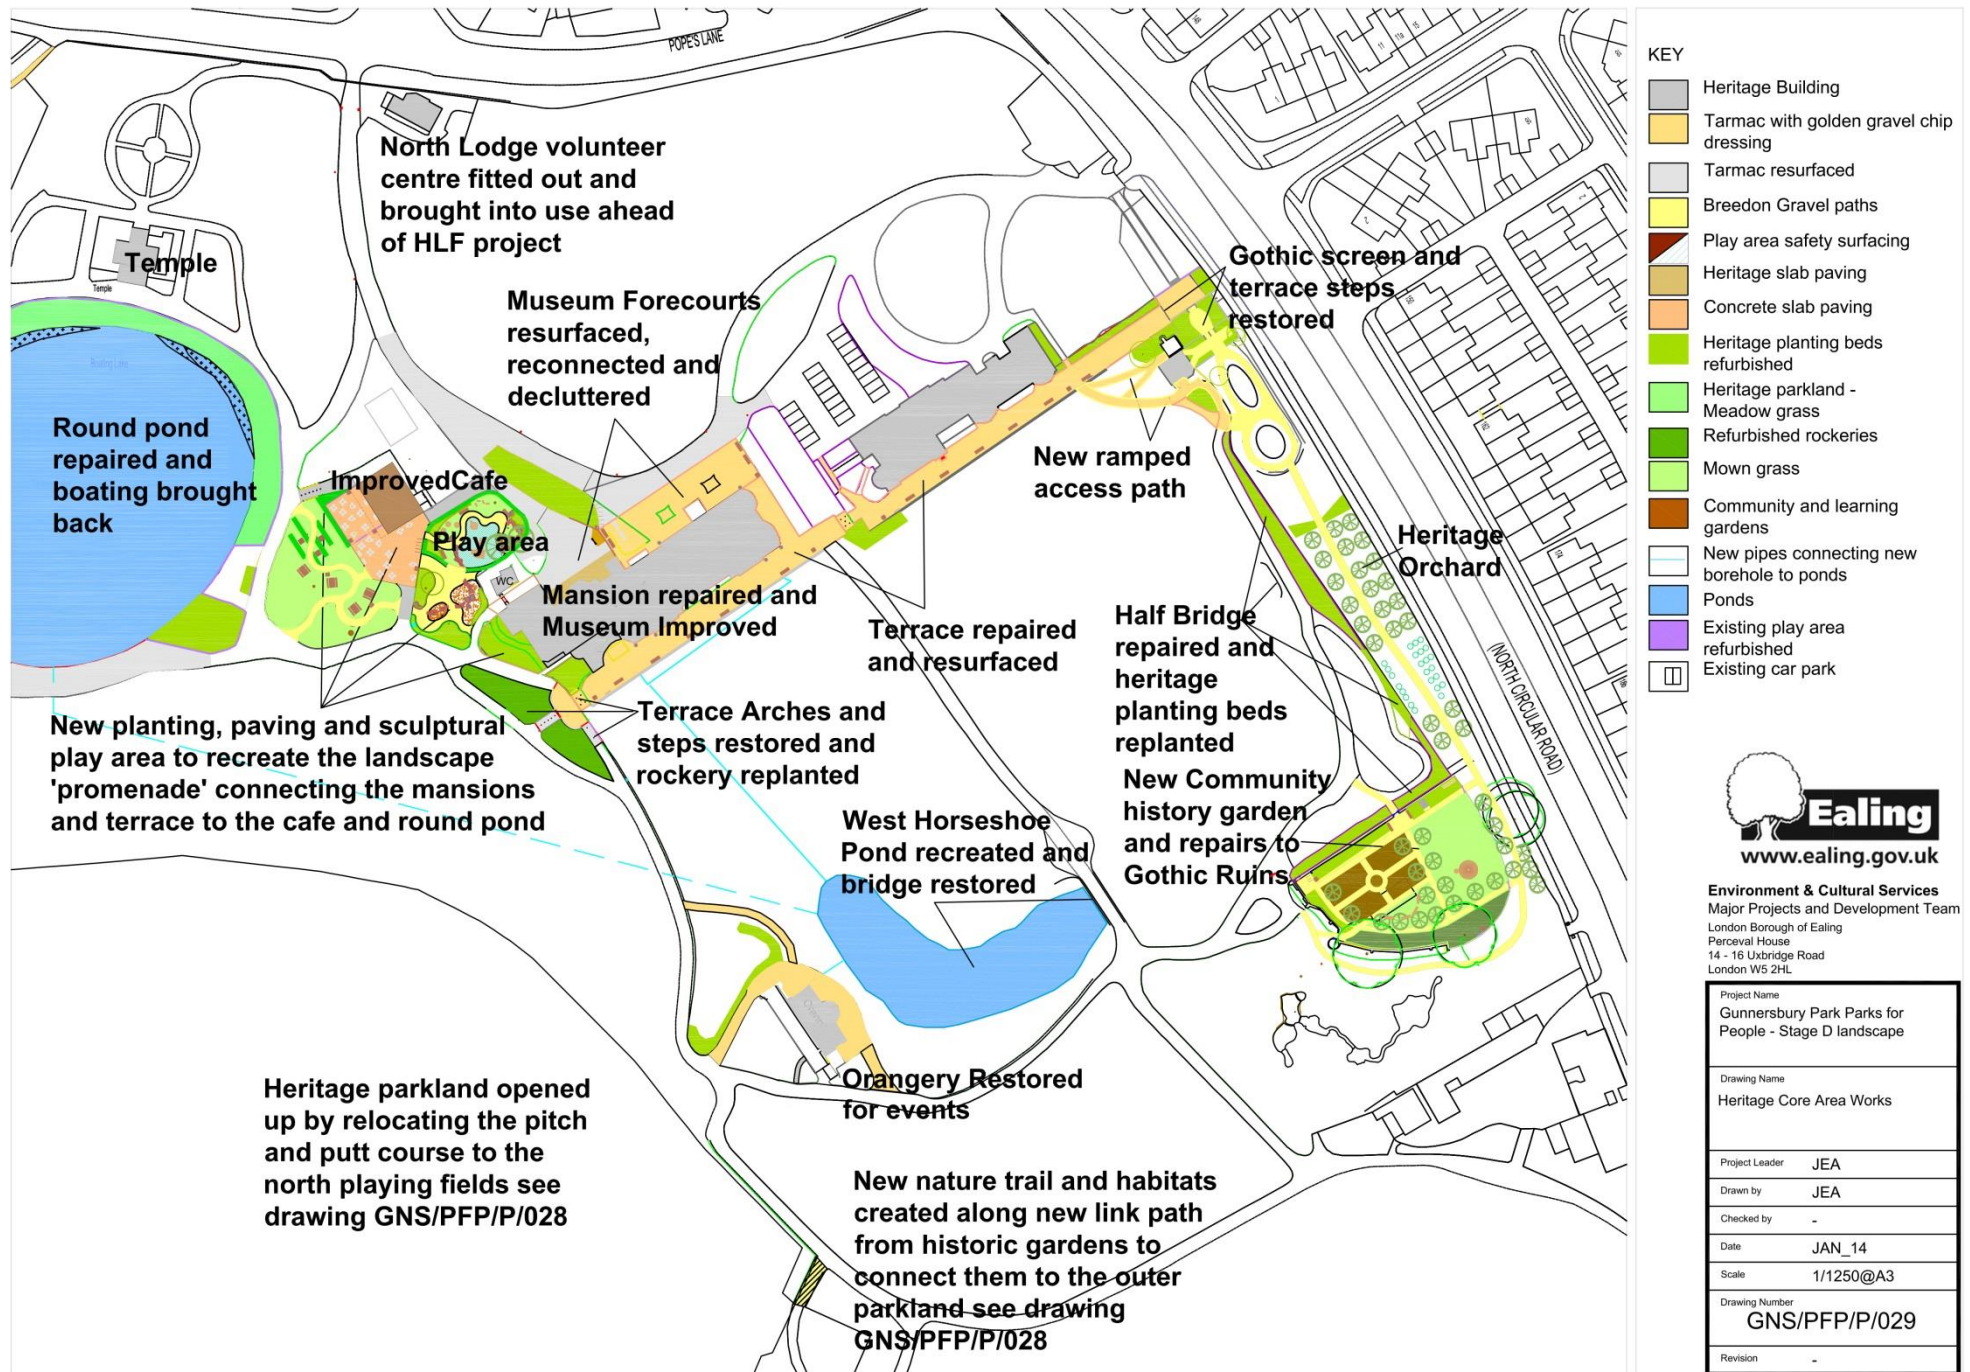 POPE'S LANE
North Lodge volunteer
centre fitted out and
brought into use ahead
of HLF project
Temple
Temple
Museum Forecourts
resurfaced,
reconnected and
decluttered
Gothic screen and
terrace steps
restored
Boating Lake
Round pond
repaired and
boating brought
back
ImprovedCafe
Play area
WC
New ramped
access path
Heritage
Orchard
Mansion repaired and
Museum Improved
Terrace repaired
and resurfaced
Half Bridge
repaired and
heritage
planting beds
replanted
(NORTH CIRCULAR ROAD)
New planting, paving and sculptural
play area to recreate the landscape
'promenade' connecting the mansions
and terrace to the cafe and round pond
Terrace Arches and
steps restored and
rockery replanted
New Community
history garden
and repairs to
Gothic Ruins
West Horseshoe
Pond recreated and
bridge restored
Orangery Restored
for events
Heritage parkland opened
up by relocating the pitch
and putt course to the
north playing fields see
drawing GNS/PFP/P/028
New nature trail and habitats
created along new link path
from historic gardens to
connect them to the outer
parkland see drawing
GNS/PFP/P/028
KEY
Heritage Building
Tarmac with golden gravel chip
dressing
Tarmac resurfaced
Breedon Gravel paths
Play area safety surfacing
Heritage slab paving
Concrete slab paving
Heritage planting beds
refurbished
Heritage parkland -
Meadow grass
Refurbished rockeries
Mown grass
Community and learning
gardens
New pipes connecting new
borehole to ponds
Ponds
Existing play area
refurbished
Existing car park
Ealing
www.ealing.gov.uk
Environment & Cultural Services
Major Projects and Development Team
London Borough of Ealing
Perceval House
14 - 16 Uxbridge Road
London W5 2HL
Project Name
Gunnersbury Park Parks for
People - Stage D landscape
Drawing Name
Heritage Core Area Works
Project Leader JEA
Drawn by JEA
Checked by -
Date JAN_14
Scale 1/1250@A3
Drawing Number
GNS/PFP/P/029
Revision -